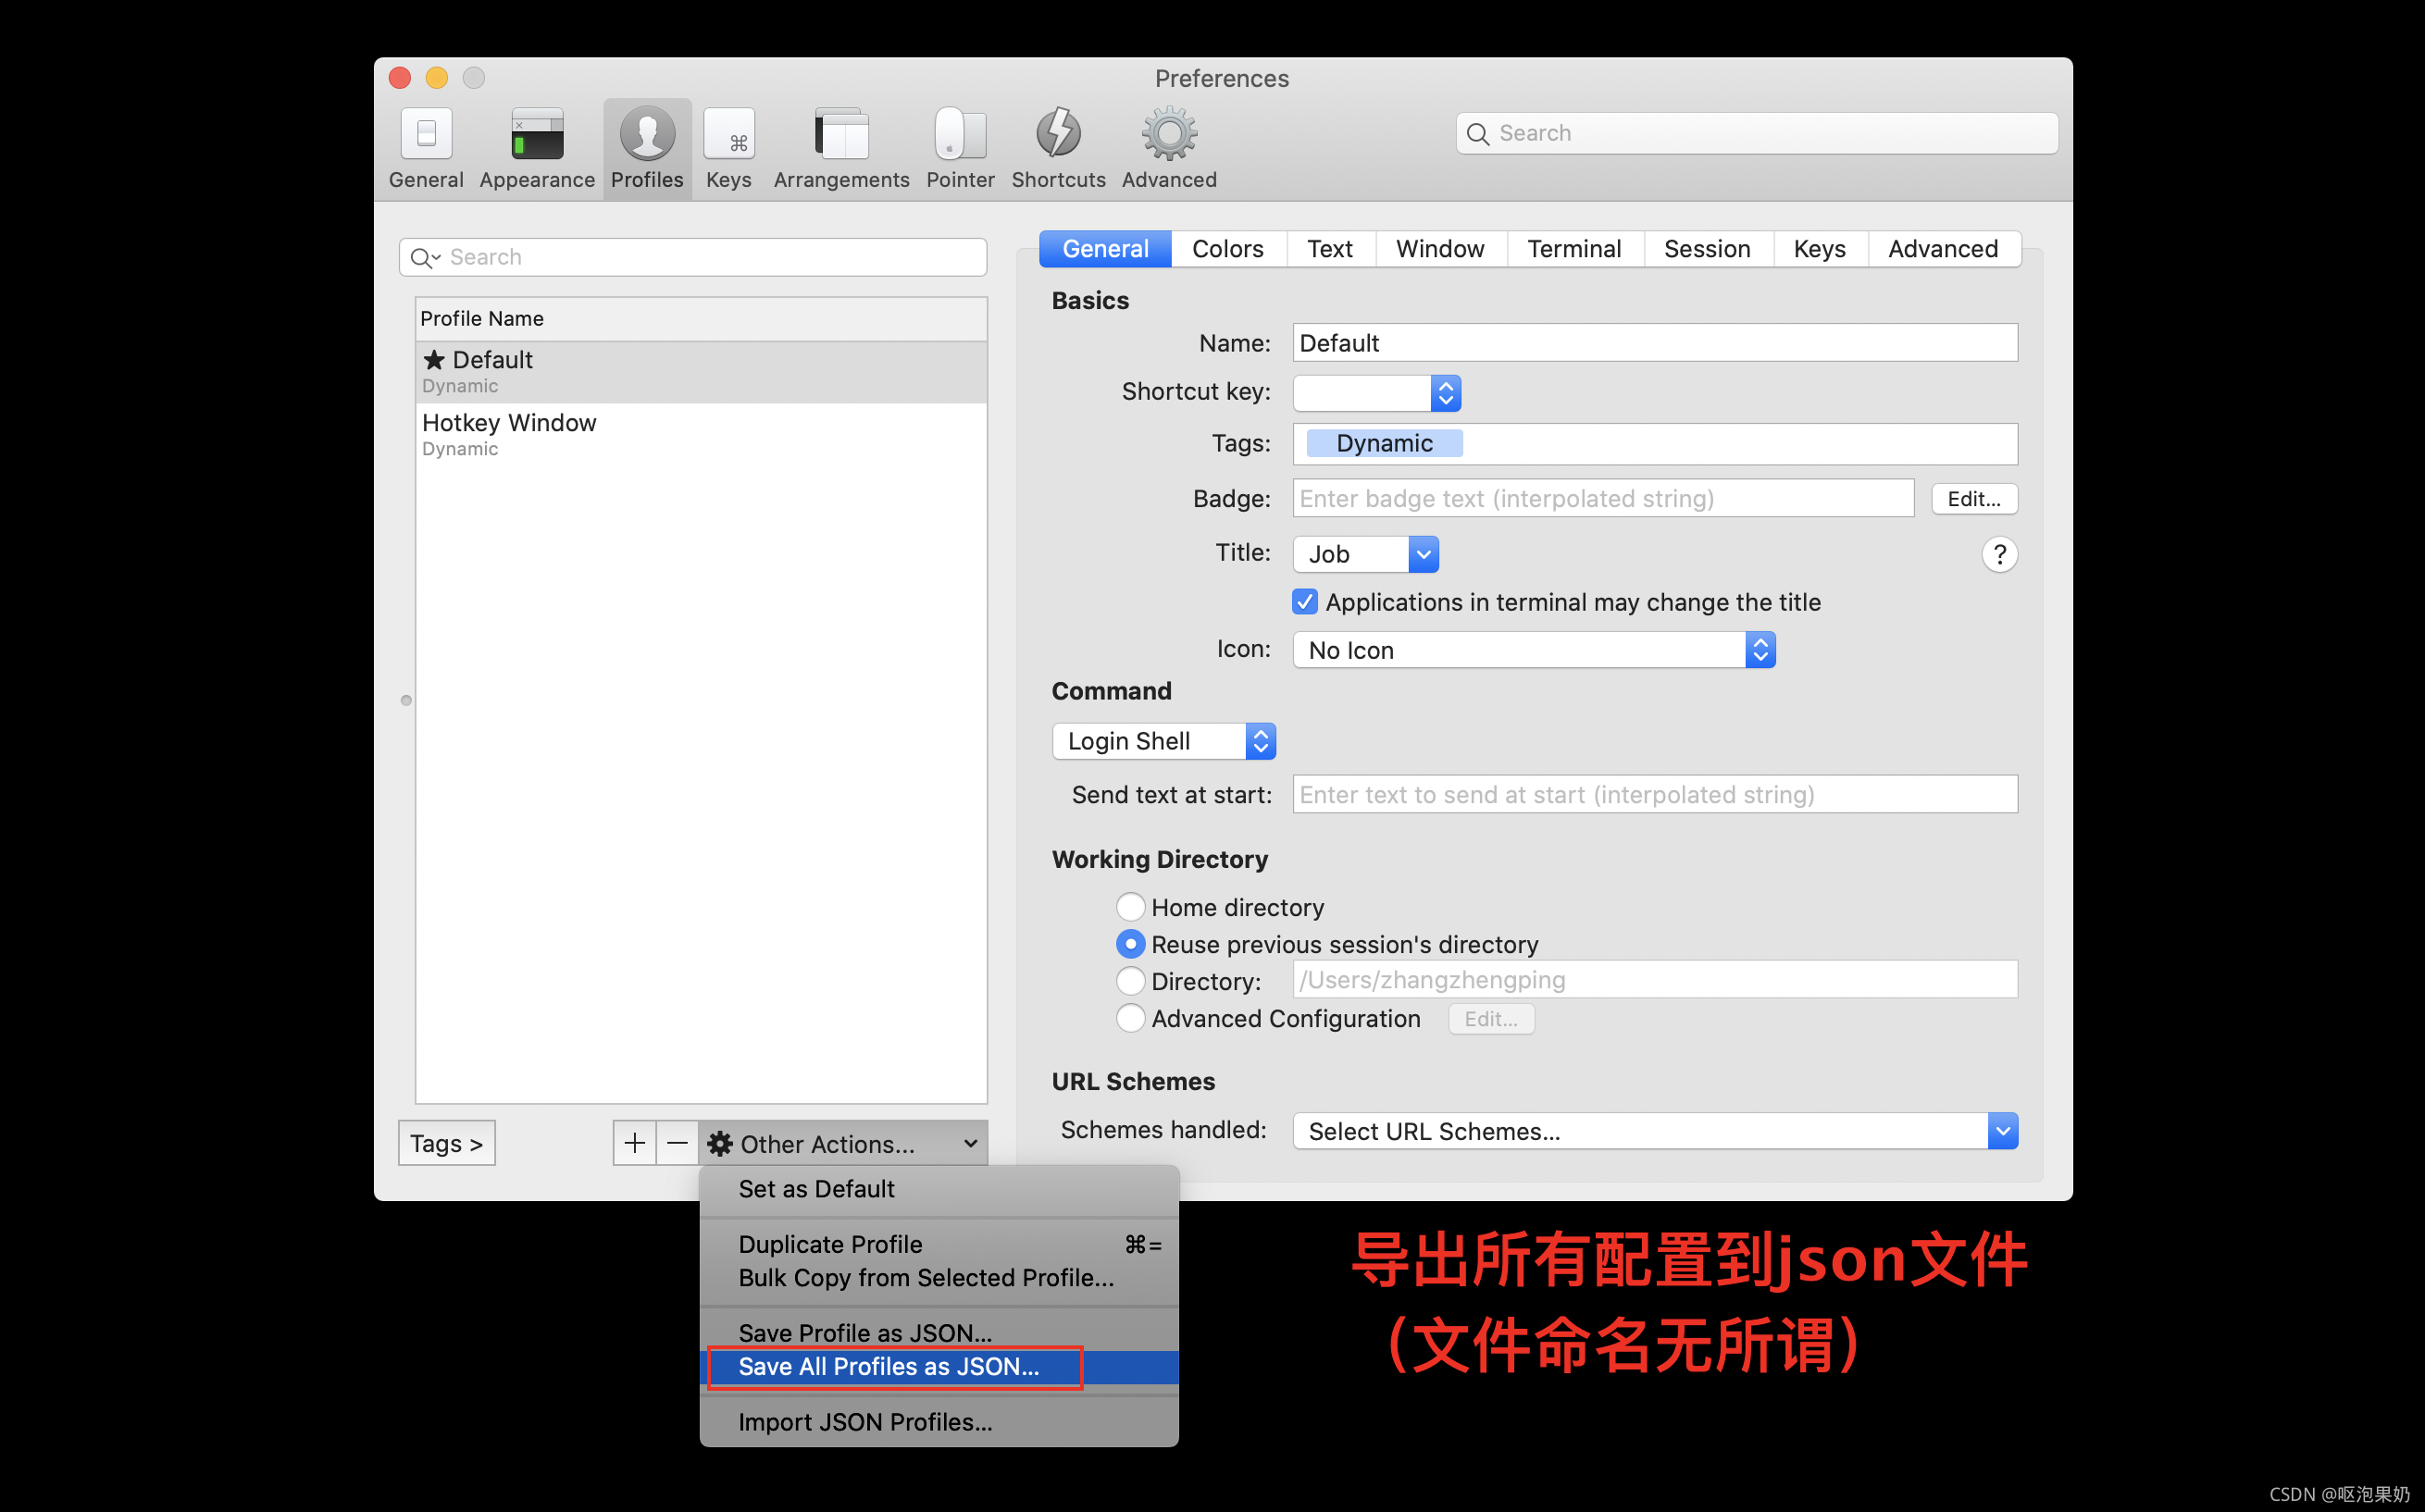 Preferences
General Appearance Profiles Keys Arrangements Pointer Shortcuts Advanced
Search
Search
Profile Name
★ Default
Dynamic
Hotkey Window
Dynamic
Tags >
+ − Other Actions...
Set as Default
Duplicate Profile ⌘=
Bulk Copy from Selected Profile...
Save Profile as JSON...
Save All Profiles as JSON...
Import JSON Profiles...
General Colors Text Window Terminal Session Keys Advanced
Basics
Name: Default
Shortcut key:
Tags: Dynamic
Badge: Enter badge text (interpolated string) Edit...
Title: Job ?
Applications in terminal may change the title
Icon: No Icon
Command
Login Shell
Send text at start: Enter text to send at start (interpolated string)
Working Directory
Home directory
Reuse previous session's directory
Directory: /Users/zhangzhengping
Advanced Configuration Edit...
URL Schemes
Schemes handled: Select URL Schemes...
导出所有配置到json文件
（文件命名无所谓）
CSDN @呕泡果奶